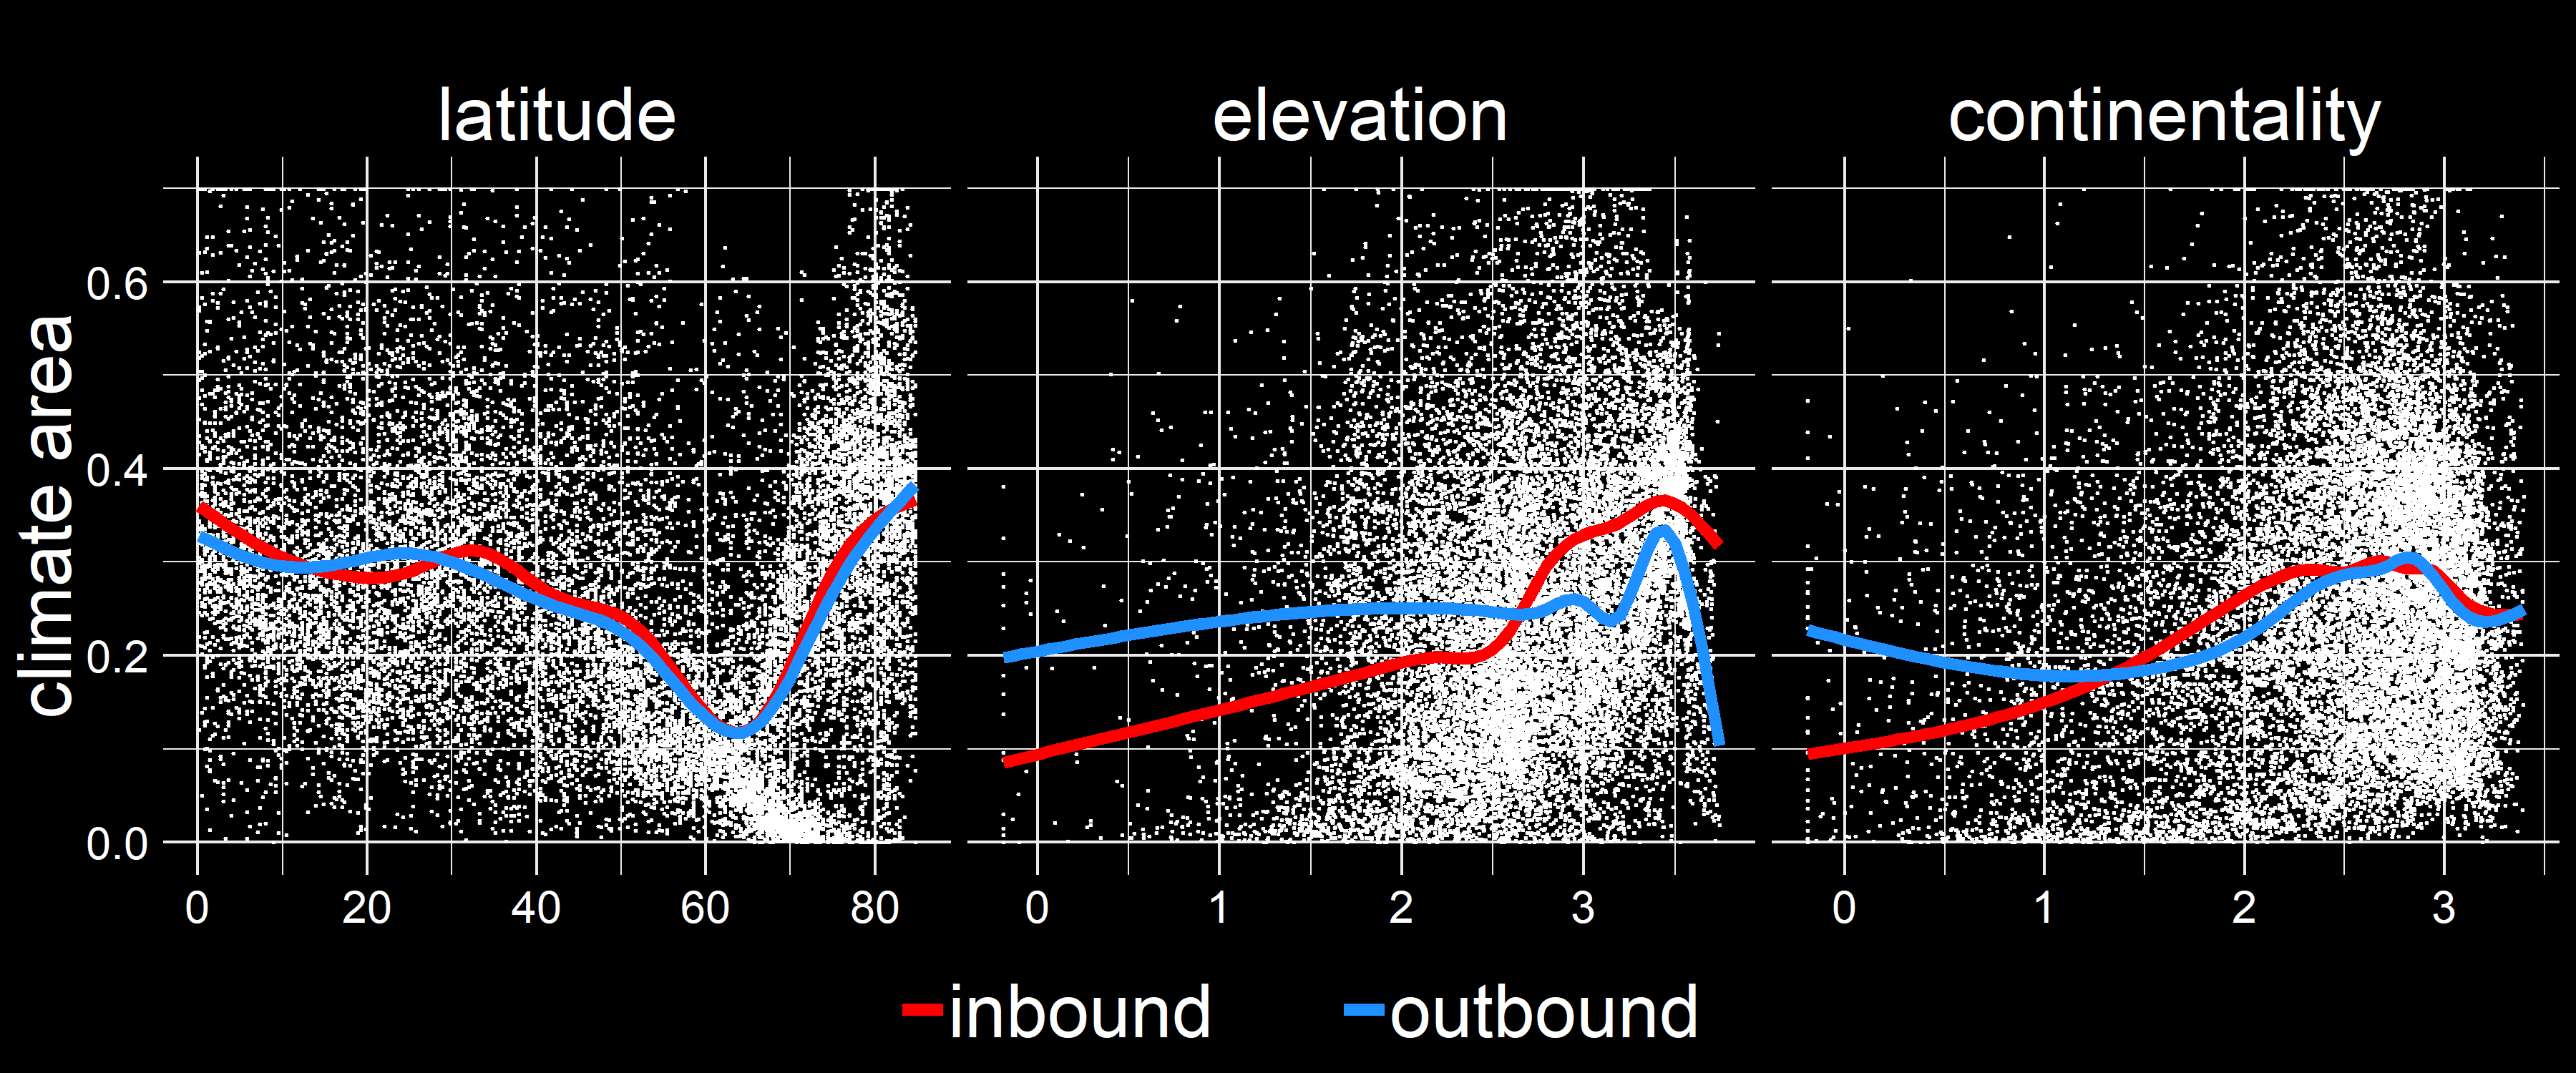 latitude elevation continentality
climate area
0.6
0.4
0.2
0.0
0 20 40 60 80 0 1 2 3 0 1 2 3
inbound outbound